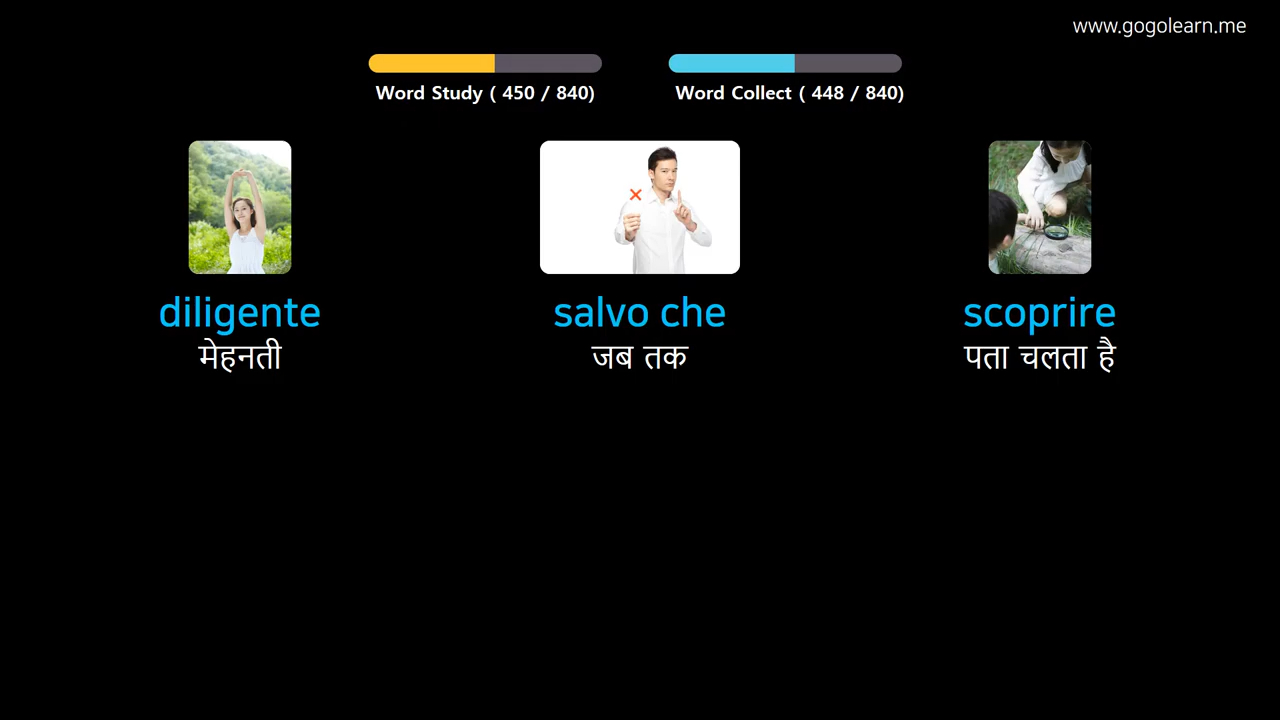 www.gogolearn.me
Word Study ( 450 / 840)
Word Collect ( 448 / 840)
diligente
मेहनती
salvo che
जब तक
scoprire
पता चलता है